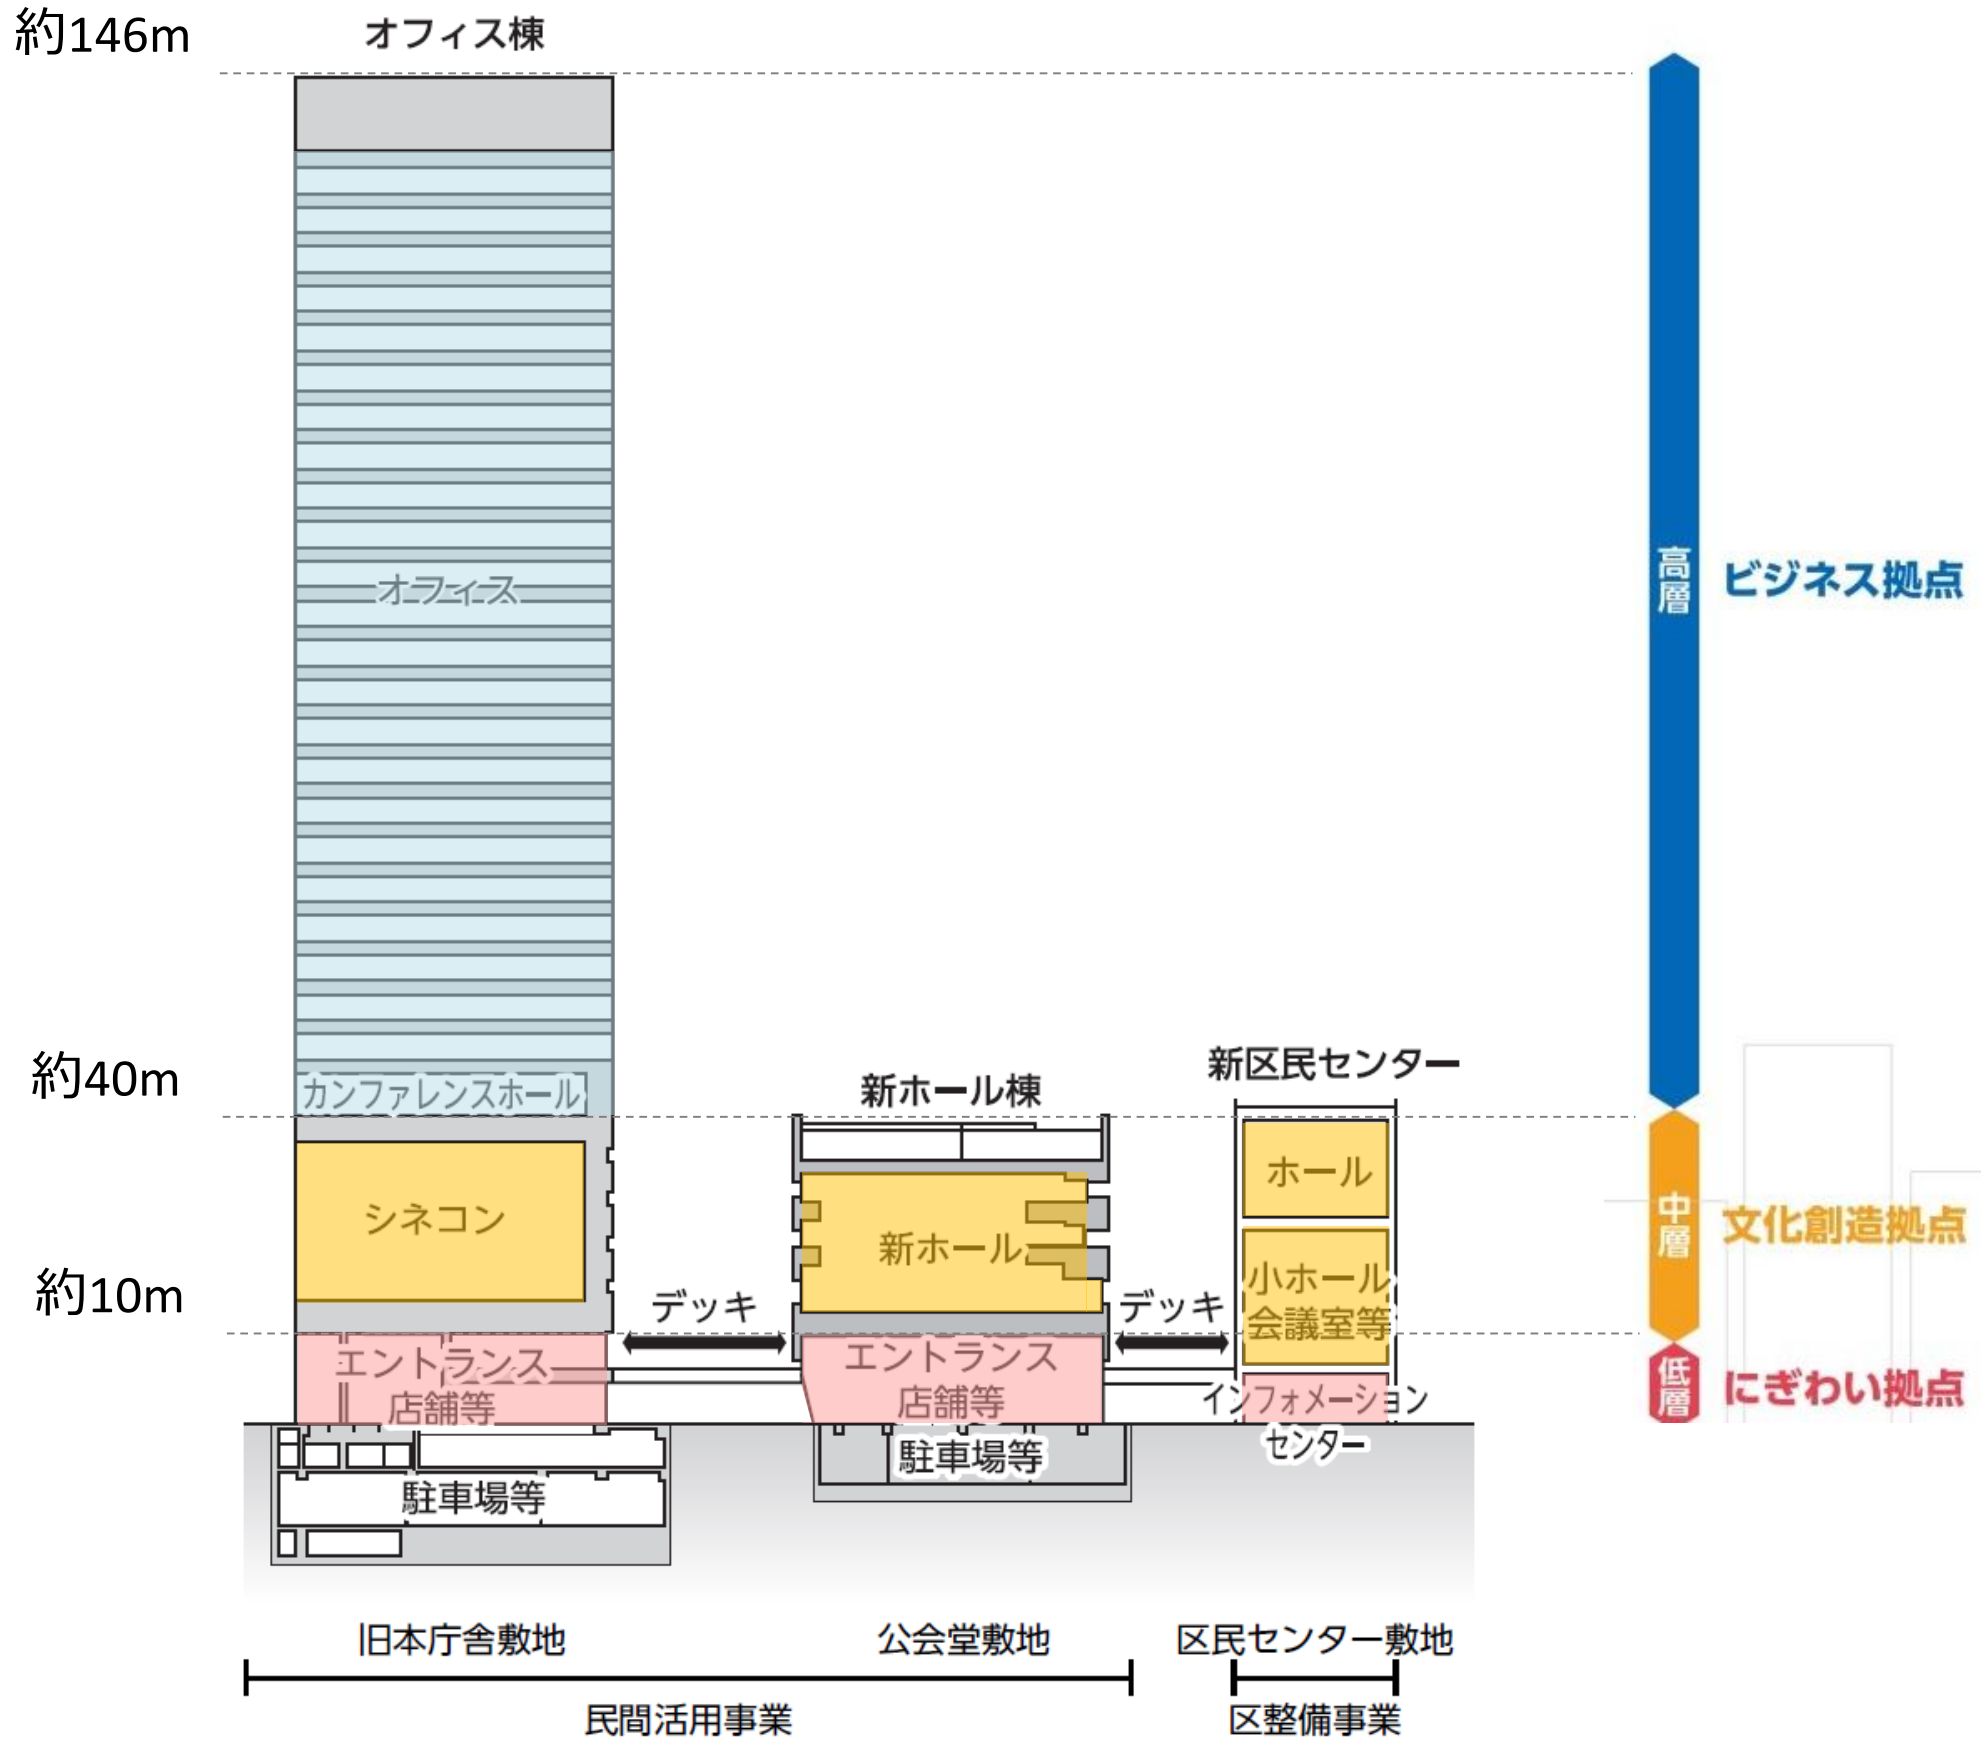 約146m
オフィス棟
オフィス
高層
ビジネス拠点
約40m
カンファレンスホール
新ホール棟
新区民センター
シネコン
新ホール
ホール
小ホール
会議室等
中層
文化創造拠点
約10m
デッキ
デッキ
エントランス
店舗等
エントランス
店舗等
インフォメーション
センター
低層
にぎわい拠点
駐車場等
駐車場等
旧本庁舎敷地
公会堂敷地
区民センター敷地
民間活用事業
区整備事業